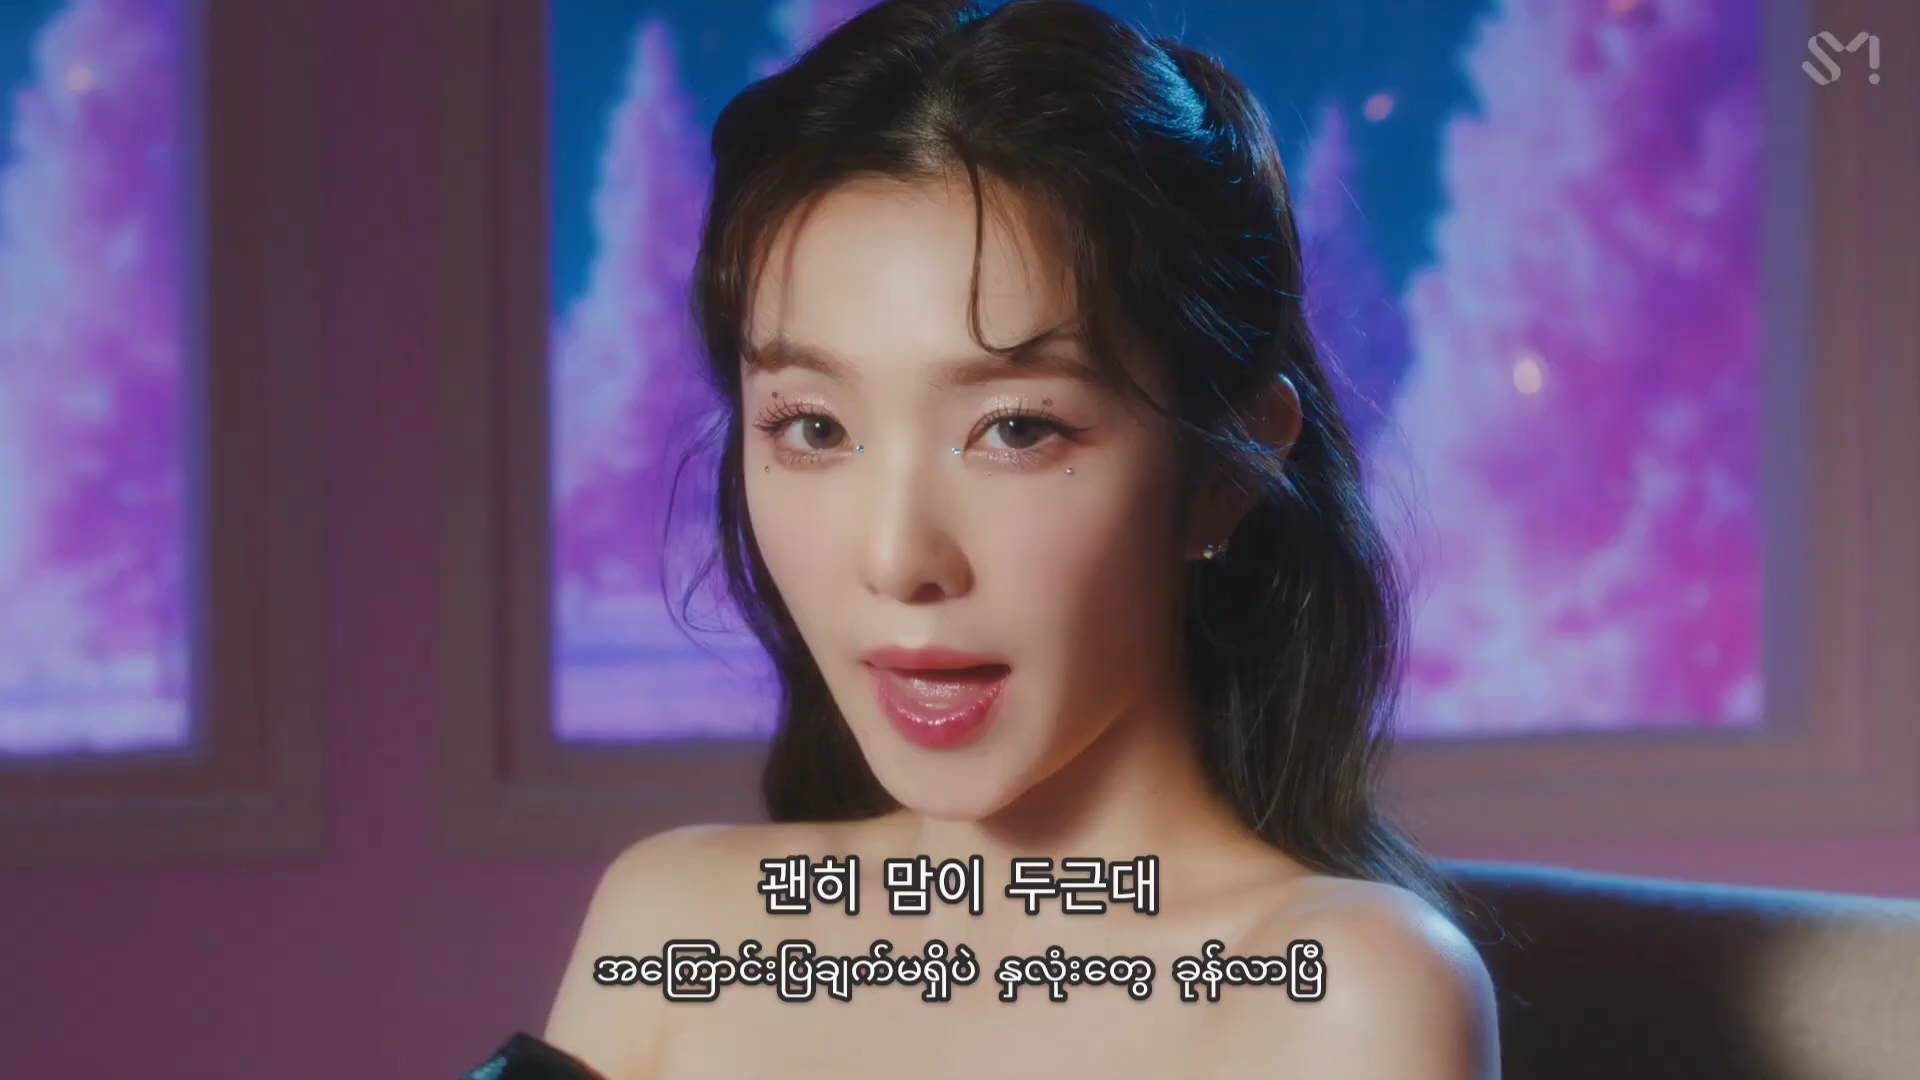 SM!
괜히 맘이 두근대
အကြောင်းပြချက်မရှိပဲ နှလုံးတွေ ခုန်လာပြီ